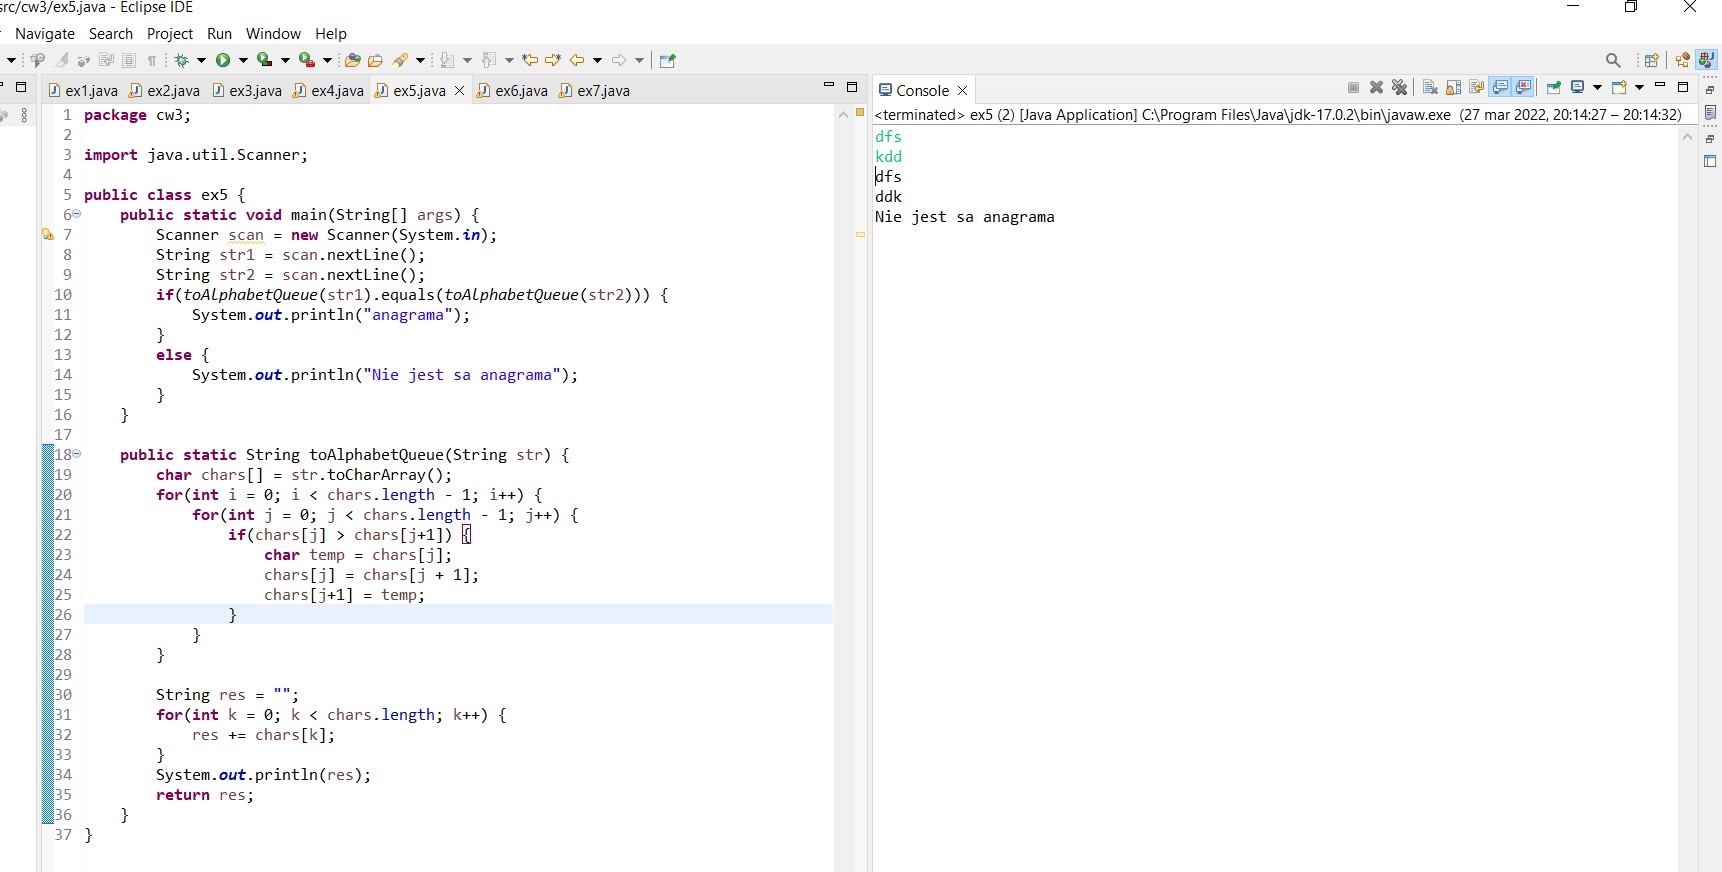 src/cw3/ex5.java - Eclipse IDE
Navigate Search Project Run Window Help
ex1.java ex2.java ex3.java ex4.java ex5.java ex6.java ex7.java
1 package cw3;
2
3 import java.util.Scanner;
4
5 public class ex5 {
6 public static void main(String[] args) {
7 Scanner scan = new Scanner(System.in);
8 String str1 = scan.nextLine();
9 String str2 = scan.nextLine();
10 if(toAlphabetQueue(str1).equals(toAlphabetQueue(str2))) {
11 System.out.println("anagrama");
12 }
13 else {
14 System.out.println("Nie jest sa anagrama");
15 }
16 }
17
18 public static String toAlphabetQueue(String str) {
19 char chars[] = str.toCharArray();
20 for(int i = 0; i < chars.length - 1; i++) {
21 for(int j = 0; j < chars.length - 1; j++) {
22 if(chars[j] > chars[j+1]) {
23 char temp = chars[j];
24 chars[j] = chars[j + 1];
25 chars[j+1] = temp;
26 }
27 }
28 }
29
30 String res = "";
31 for(int k = 0; k < chars.length; k++) {
32 res += chars[k];
33 }
34 System.out.println(res);
35 return res;
36 }
37 }
Console
<terminated> ex5 (2) [Java Application] C:\Program Files\Java\jdk-17.0.2\bin\javaw.exe (27 mar 2022, 20:14:27 – 20:14:32)
dfs
kdd
dfs
ddk
Nie jest sa anagrama